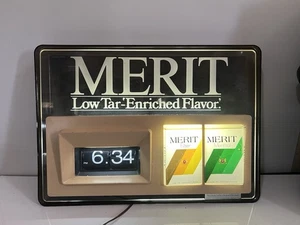 MERIT
Low Tar-'Enriched Flavor.'
6:34
MERIT MERIT